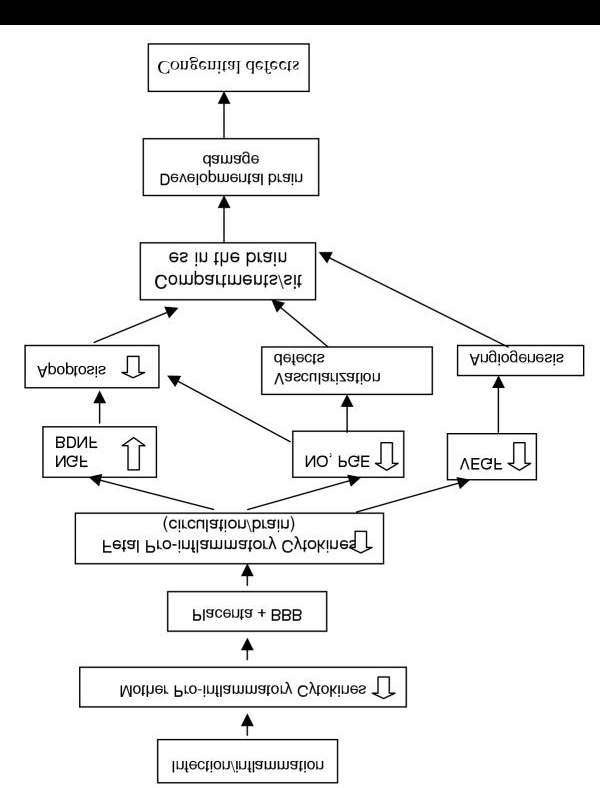 Infection/inflammation
Mother Pro-inflammatory Cytokines
Placenta + BBB
Fetal Pro-inflammatory Cytokines
(circulation/brain)
NGF
BDNF
NO, PGE
VEGF
Apoptosis
Vascularization
defects
Angiogenesis
Compartments/sit
es in the brain
Developmental brain
damage
Congenital defects